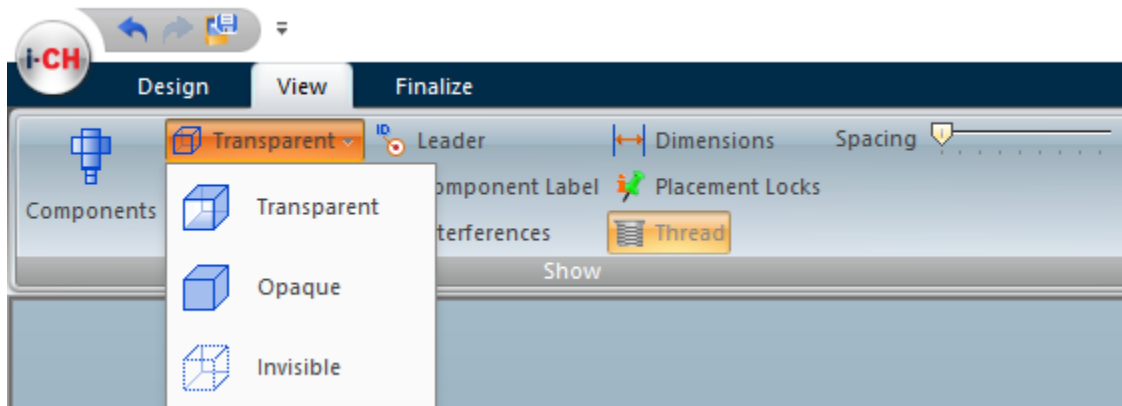 i-CH
Design View Finalize
Transparent ID Leader Dimensions Spacing
Components
Transparent
omponent Label Placement Locks
terferences Thread
Show
Opaque
Invisible